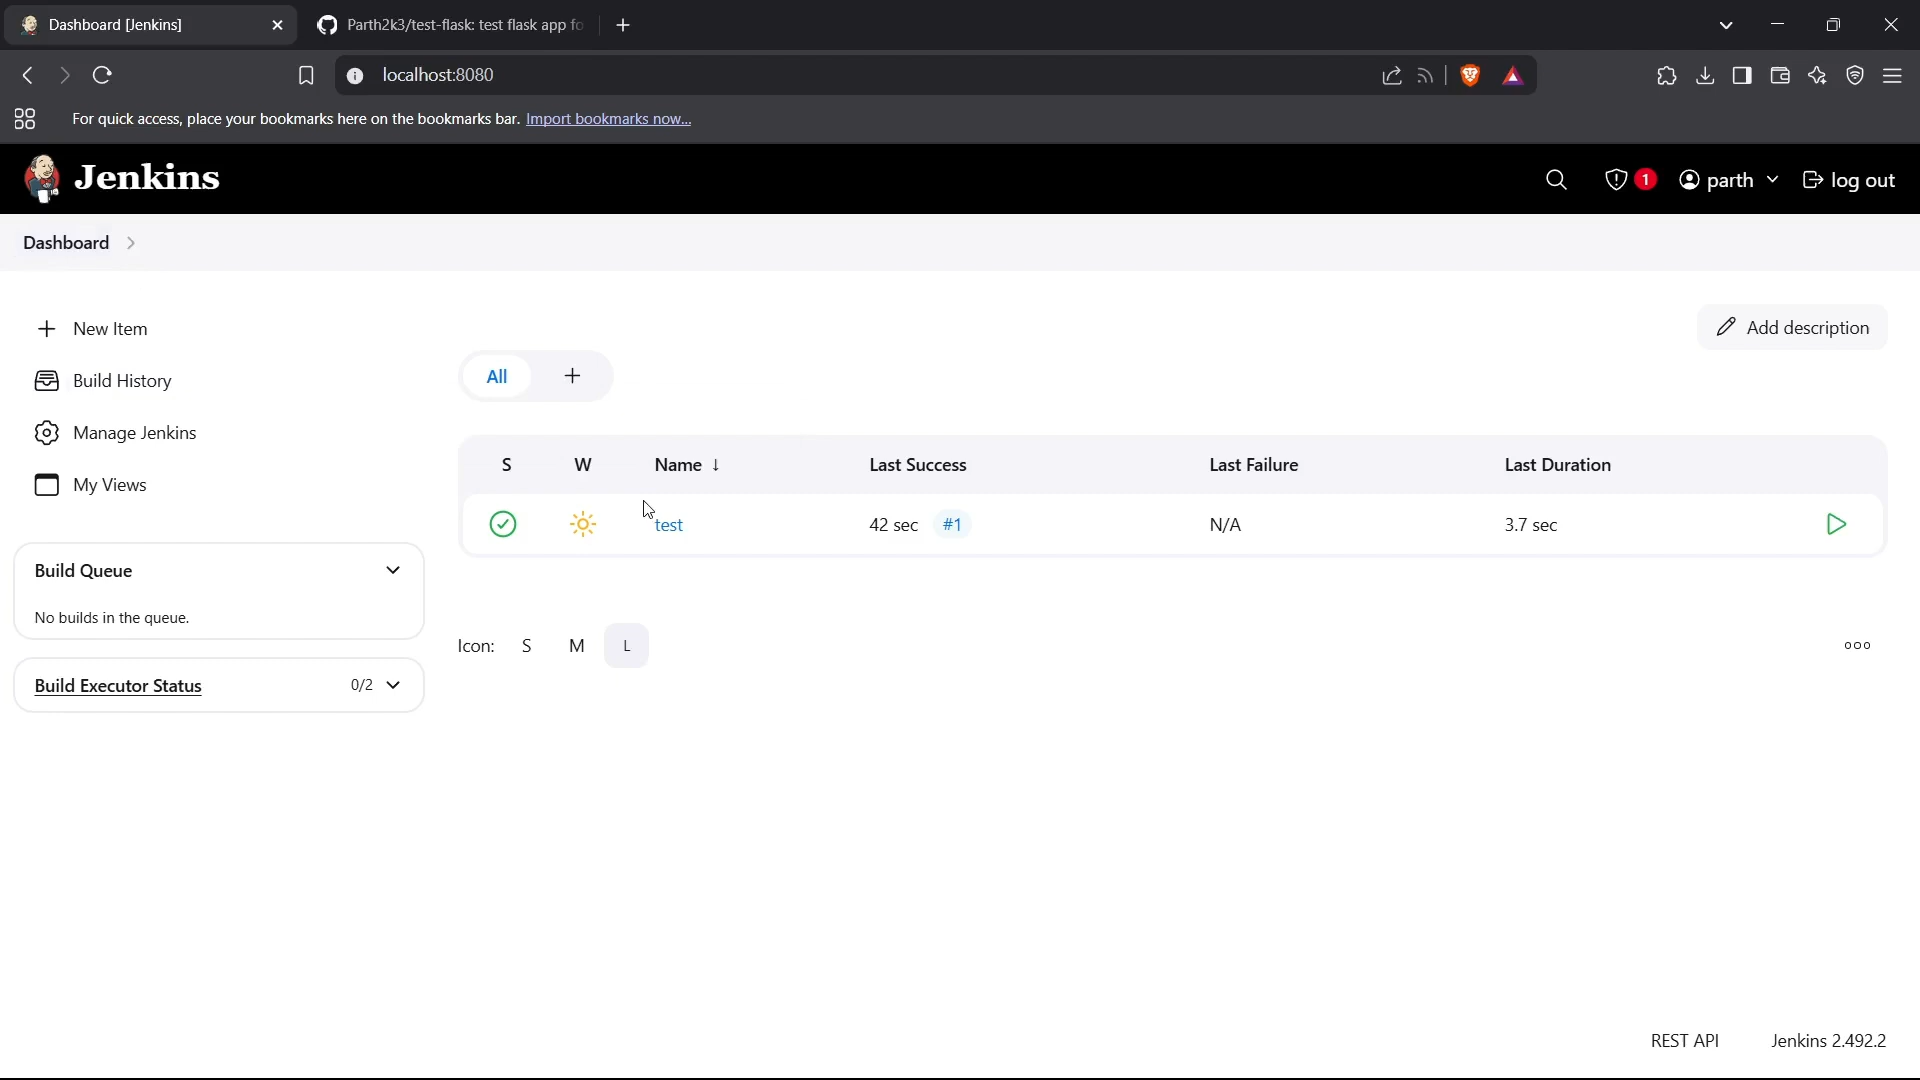 Dashboard [Jenkins]
Parth2k3/test-flask: test flask app fo
localhost:8080
For quick access, place your bookmarks here on the bookmarks bar. Import bookmarks now...
Jenkins
1
parth
log out
Dashboard
New Item
Build History
Manage Jenkins
My Views
Add description
All
S W Name ↓ Last Success Last Failure Last Duration
test 42 sec #1 N/A 3.7 sec
Build Queue
No builds in the queue.
Build Executor Status 0/2
Icon: S M L
REST API Jenkins 2.492.2